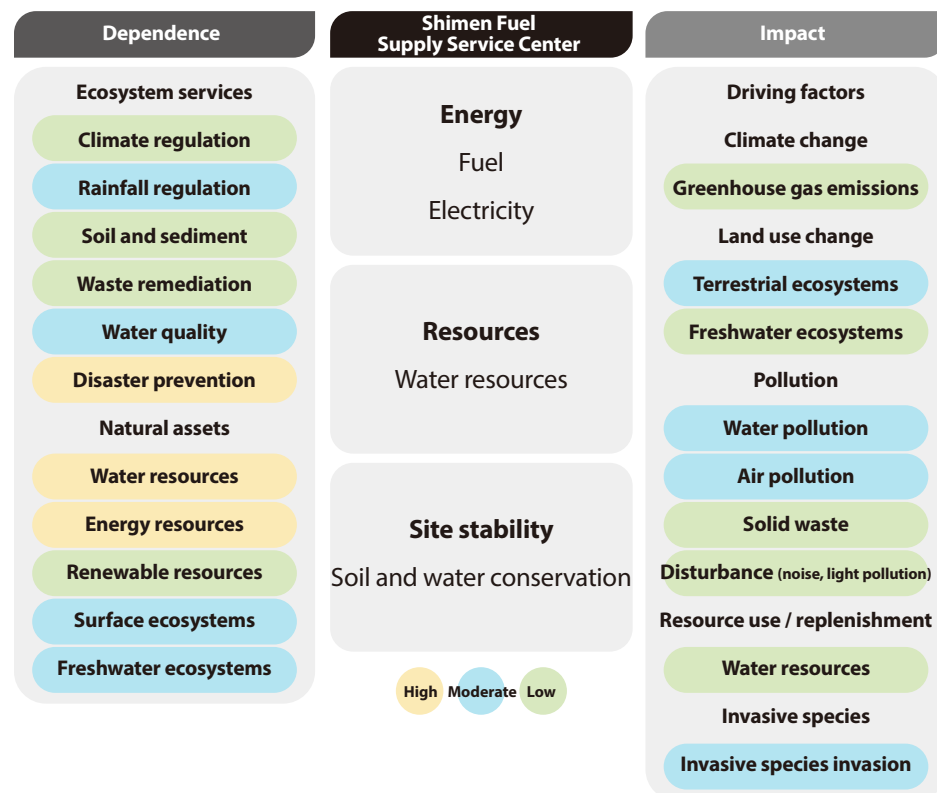 Dependence
Ecosystem services
Climate regulation
Rainfall regulation
Soil and sediment
Waste remediation
Water quality
Disaster prevention
Natural assets
Water resources
Energy resources
Renewable resources
Surface ecosystems
Freshwater ecosystems
Shimen Fuel
Supply Service Center
Energy
Fuel
Electricity
Resources
Water resources
Site stability
Soil and water conservation
High Moderate Low
Impact
Driving factors
Climate change
Greenhouse gas emissions
Land use change
Terrestrial ecosystems
Freshwater ecosystems
Pollution
Water pollution
Air pollution
Solid waste
Disturbance (noise, light pollution)
Resource use / replenishment
Water resources
Invasive species
Invasive species invasion